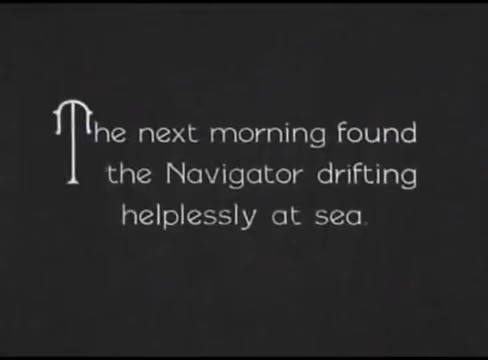 The next morning found
the Navigator drifting
helplessly at sea.